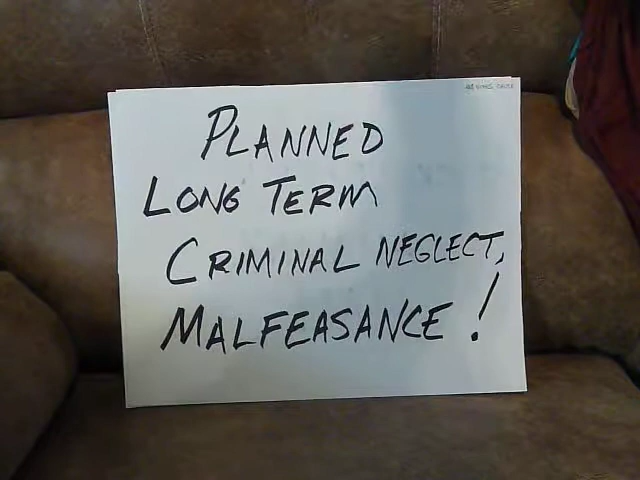 PLANNED
LONG TERM
CRIMINAL NEGLECT,
MALFEASANCE!